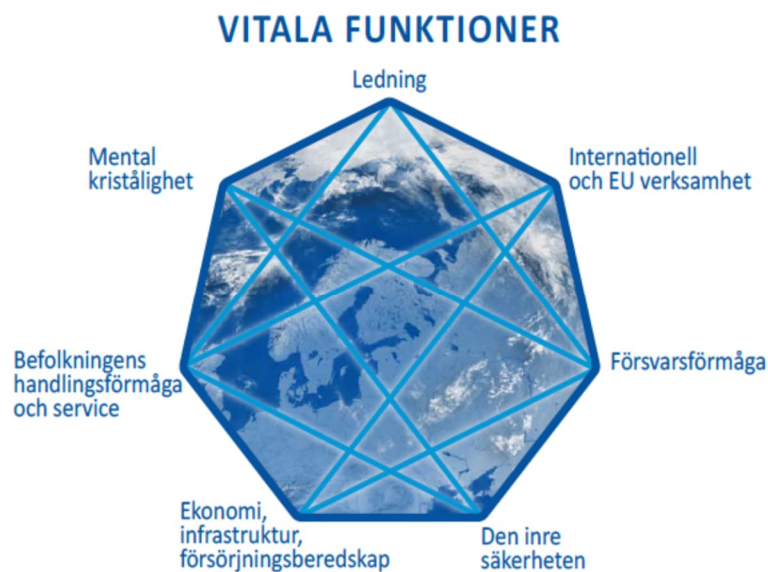 VITALA FUNKTIONER
Ledning
Mental
kristålighet
Internationell
och EU verksamhet
Befolkningens
handlingsförmåga
och service
Försvarsförmåga
Ekonomi,
infrastruktur,
försörjningsberedskap
Den inre
säkerheten